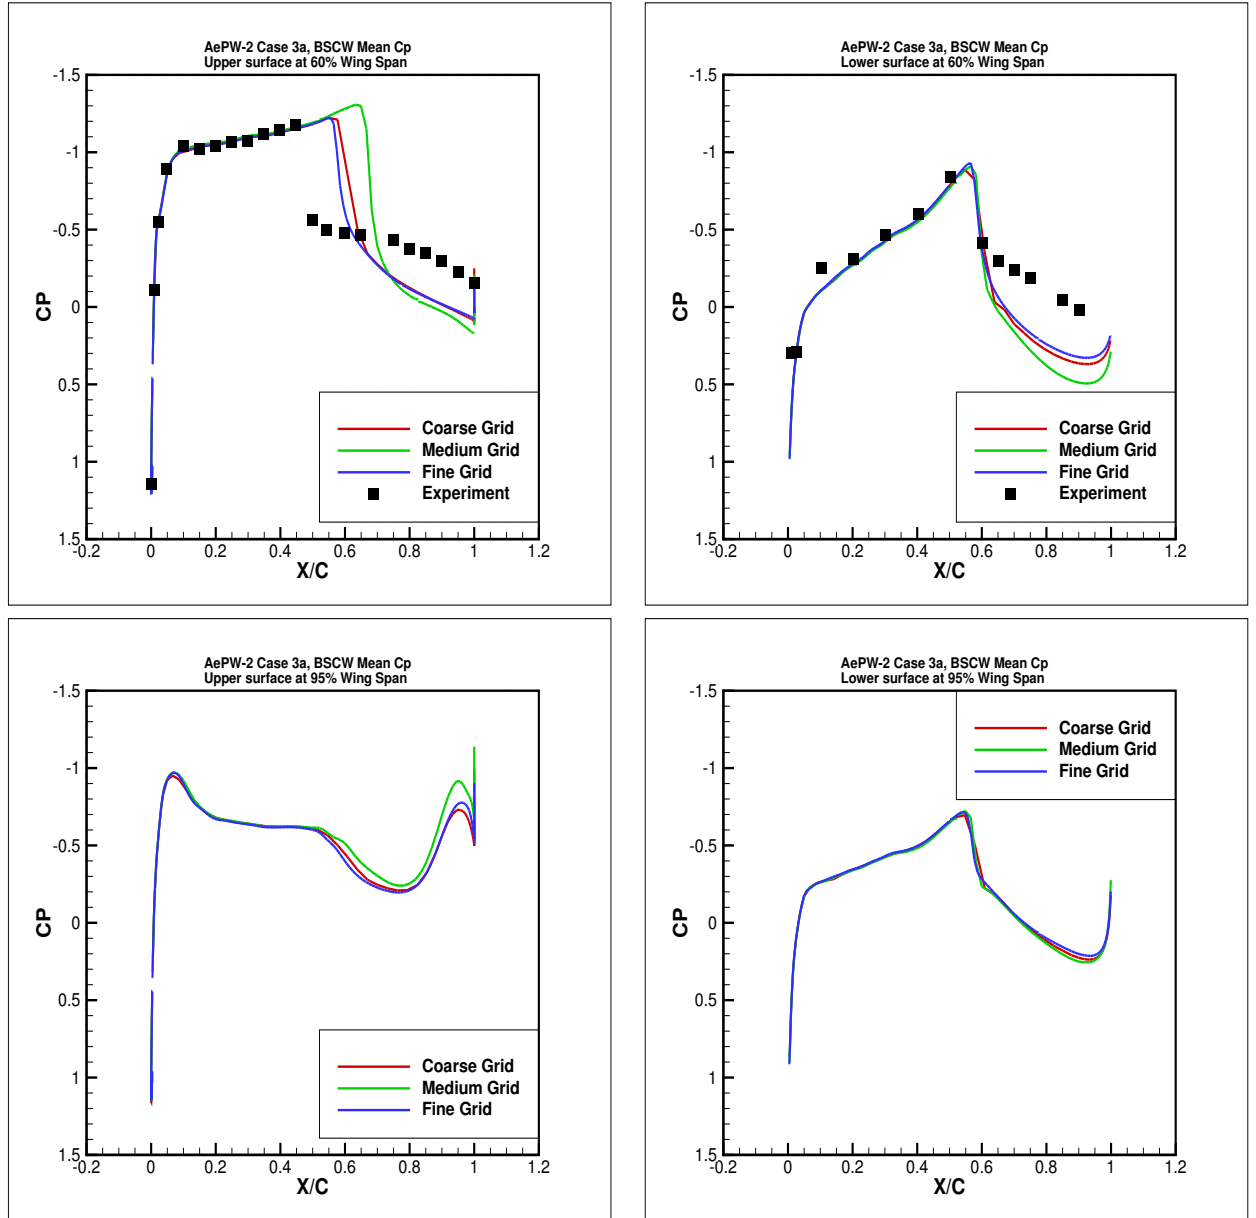 AePW-2 Case 3a, BSCW Mean Cp
Upper surface at 60% Wing Span
-1.5
-1
-0.5
0
0.5
1
1.5
CP
-0.2
0
0.2
0.4
0.6
0.8
1
1.2
X/C
Coarse Grid
Medium Grid
Fine Grid
Experiment
AePW-2 Case 3a, BSCW Mean Cp
Lower surface at 60% Wing Span
-1.5
-1
-0.5
0
0.5
1
1.5
CP
-0.2
0
0.2
0.4
0.6
0.8
1
1.2
X/C
Coarse Grid
Medium Grid
Fine Grid
Experiment
AePW-2 Case 3a, BSCW Mean Cp
Upper surface at 95% Wing Span
-1.5
-1
-0.5
0
0.5
1
1.5
CP
-0.2
0
0.2
0.4
0.6
0.8
1
1.2
X/C
Coarse Grid
Medium Grid
Fine Grid
AePW-2 Case 3a, BSCW Mean Cp
Lower surface at 95% Wing Span
-1.5
-1
-0.5
0
0.5
1
1.5
CP
-0.2
0
0.2
0.4
0.6
0.8
1
1.2
X/C
Coarse Grid
Medium Grid
Fine Grid